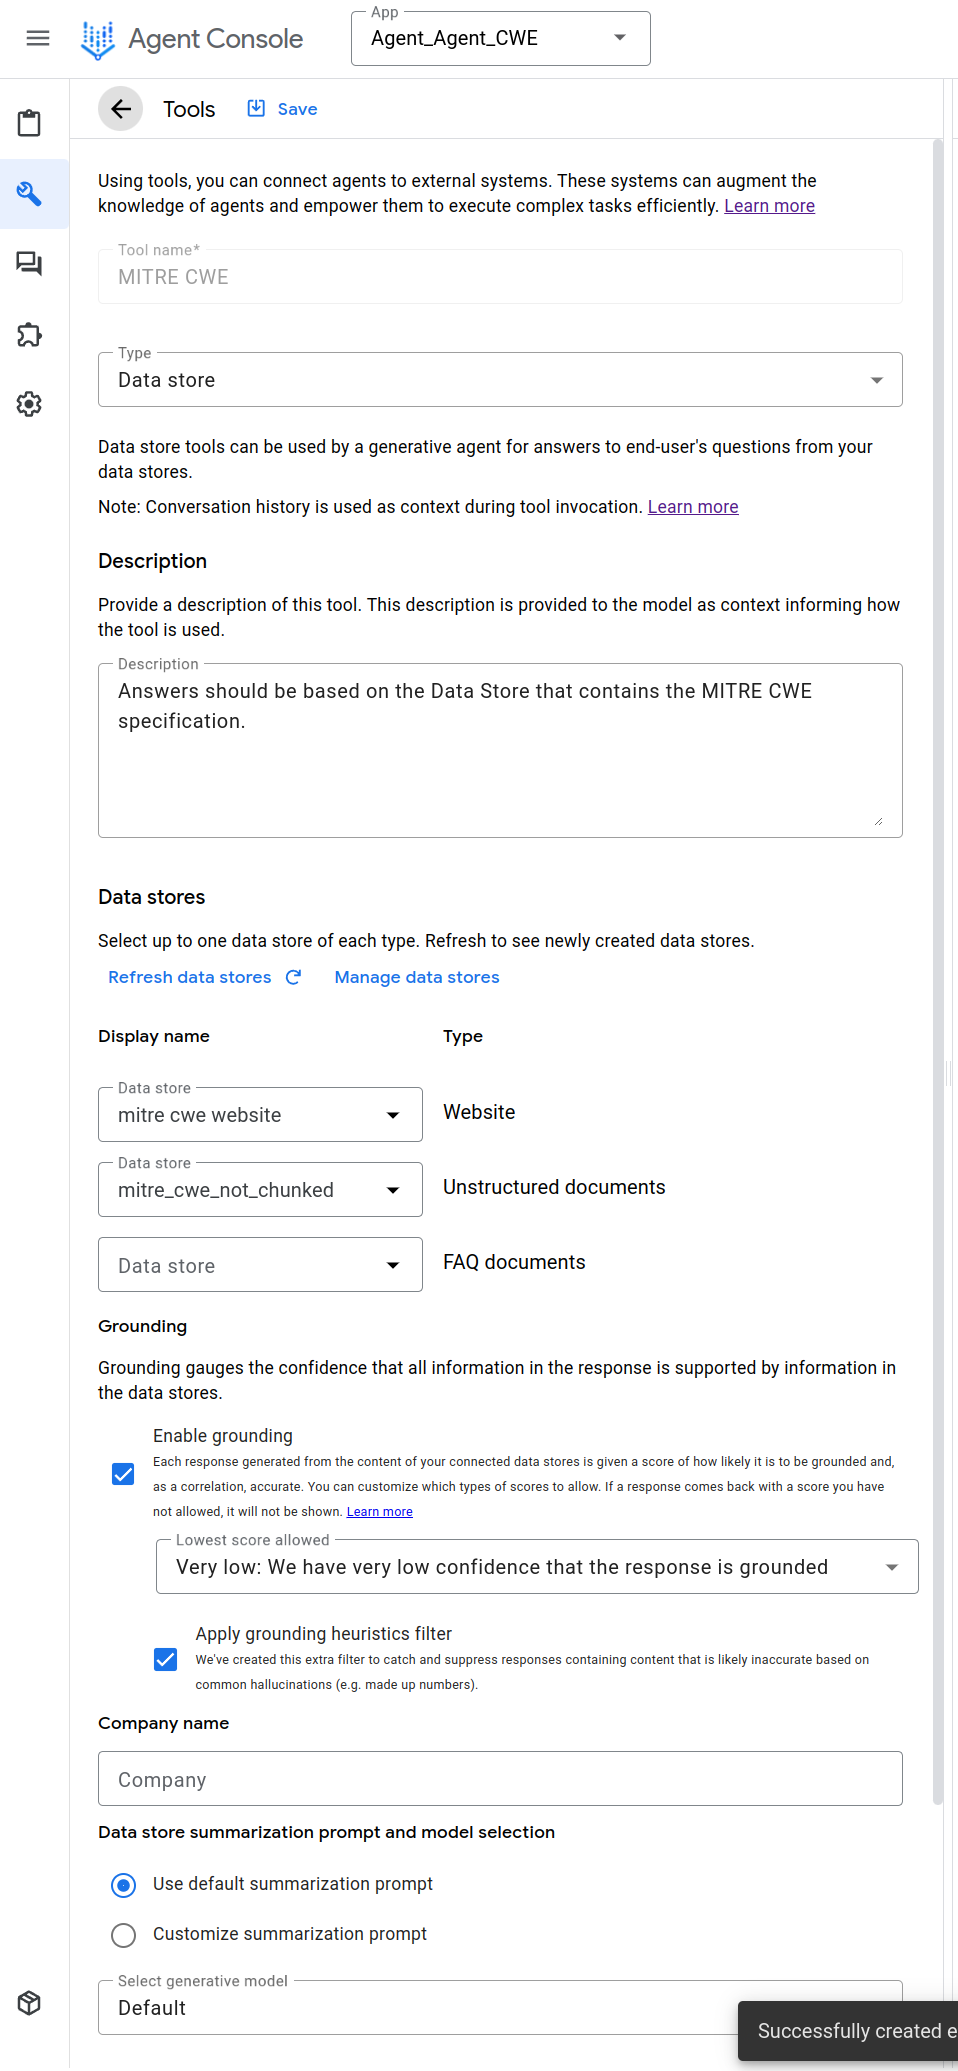 App
Agent Console
Agent_Agent_CWE
Tools
Save
Using tools, you can connect agents to external systems. These systems can augment the
knowledge of agents and empower them to execute complex tasks efficiently. Learn more
Tool name*
MITRE CWE
Type
Data store
Data store tools can be used by a generative agent for answers to end-user's questions from your
data stores.
Note: Conversation history is used as context during tool invocation. Learn more
Description
Provide a description of this tool. This description is provided to the model as context informing how
the tool is used.
Description
Answers should be based on the Data Store that contains the MITRE CWE
specification.
Data stores
Select up to one data store of each type. Refresh to see newly created data stores.
Refresh data stores
Manage data stores
Display name
Type
Data store
mitre cwe website
Website
Data store
mitre_cwe_not_chunked
Unstructured documents
Data store
FAQ documents
Grounding
Grounding gauges the confidence that all information in the response is supported by information in
the data stores.
Enable grounding
Each response generated from the content of your connected data stores is given a score of how likely it is to be grounded and,
as a correlation, accurate. You can customize which types of scores to allow. If a response comes back with a score you have
not allowed, it will not be shown. Learn more
Lowest score allowed
Very low: We have very low confidence that the response is grounded
Apply grounding heuristics filter
We've created this extra filter to catch and suppress responses containing content that is likely inaccurate based on
common hallucinations (e.g. made up numbers).
Company name
Company
Data store summarization prompt and model selection
Use default summarization prompt
Customize summarization prompt
Select generative model
Default
Successfully created e